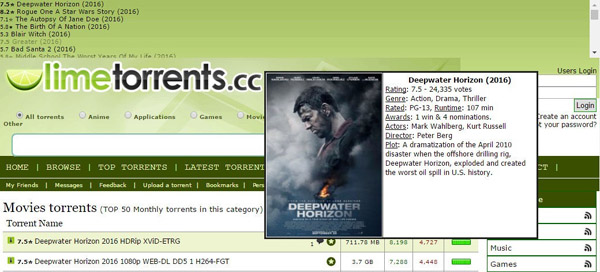 7.5★ Deepwater Horizon (2016)
8.2★ Rogue One A Star Wars Story (2016)
7.1★ The Autopsy Of Jane Doe (2016)
5.8★ The Birth Of A Nation (2016)
5.3 Blair Witch (2016)
7.5 Greater (2016)
5.7 Bad Santa 2 (2016)
5.6★ Middle School The Worst Years Of My Life (2016)
limetorrents.cc
Users Login
Login
Create an account
ot your password?
All torrents
Anime
Applications
Games
Movi
Other
HOME | BROWSE | TOP TORRENTS | LATEST TORRENT
CT |
My Friends | Messages | Feedback | Upload a torrent | Bookmarks | Perso
Deepwater Horizon (2016)
Rating: 7.5 - 24,335 votes
Genre: Action, Drama, Thriller
Rated: PG-13, Runtime: 107 min
Awards: 1 win & 4 nominations.
Actors: Mark Wahlberg, Kurt Russell
Director: Peter Berg
Plot: A dramatization of the April 2010
disaster when the offshore drilling rig,
Deepwater Horizon, exploded and created
the worst oil spill in U.S. history.
DEEPWATER
HORIZON
Movies torrents (TOP 50 Monthly torrents in this category)
Torrent Name
7.5★ Deepwater Horizon 2016 HDRip XViD-ETRG
1
711.78 MB
8,198
4,727
7.5★ Deepwater Horizon 2016 1080p WEB-DL DD5 1 H264-FGT
3.7 GB
7,288
4,448
e
s
Music
Games